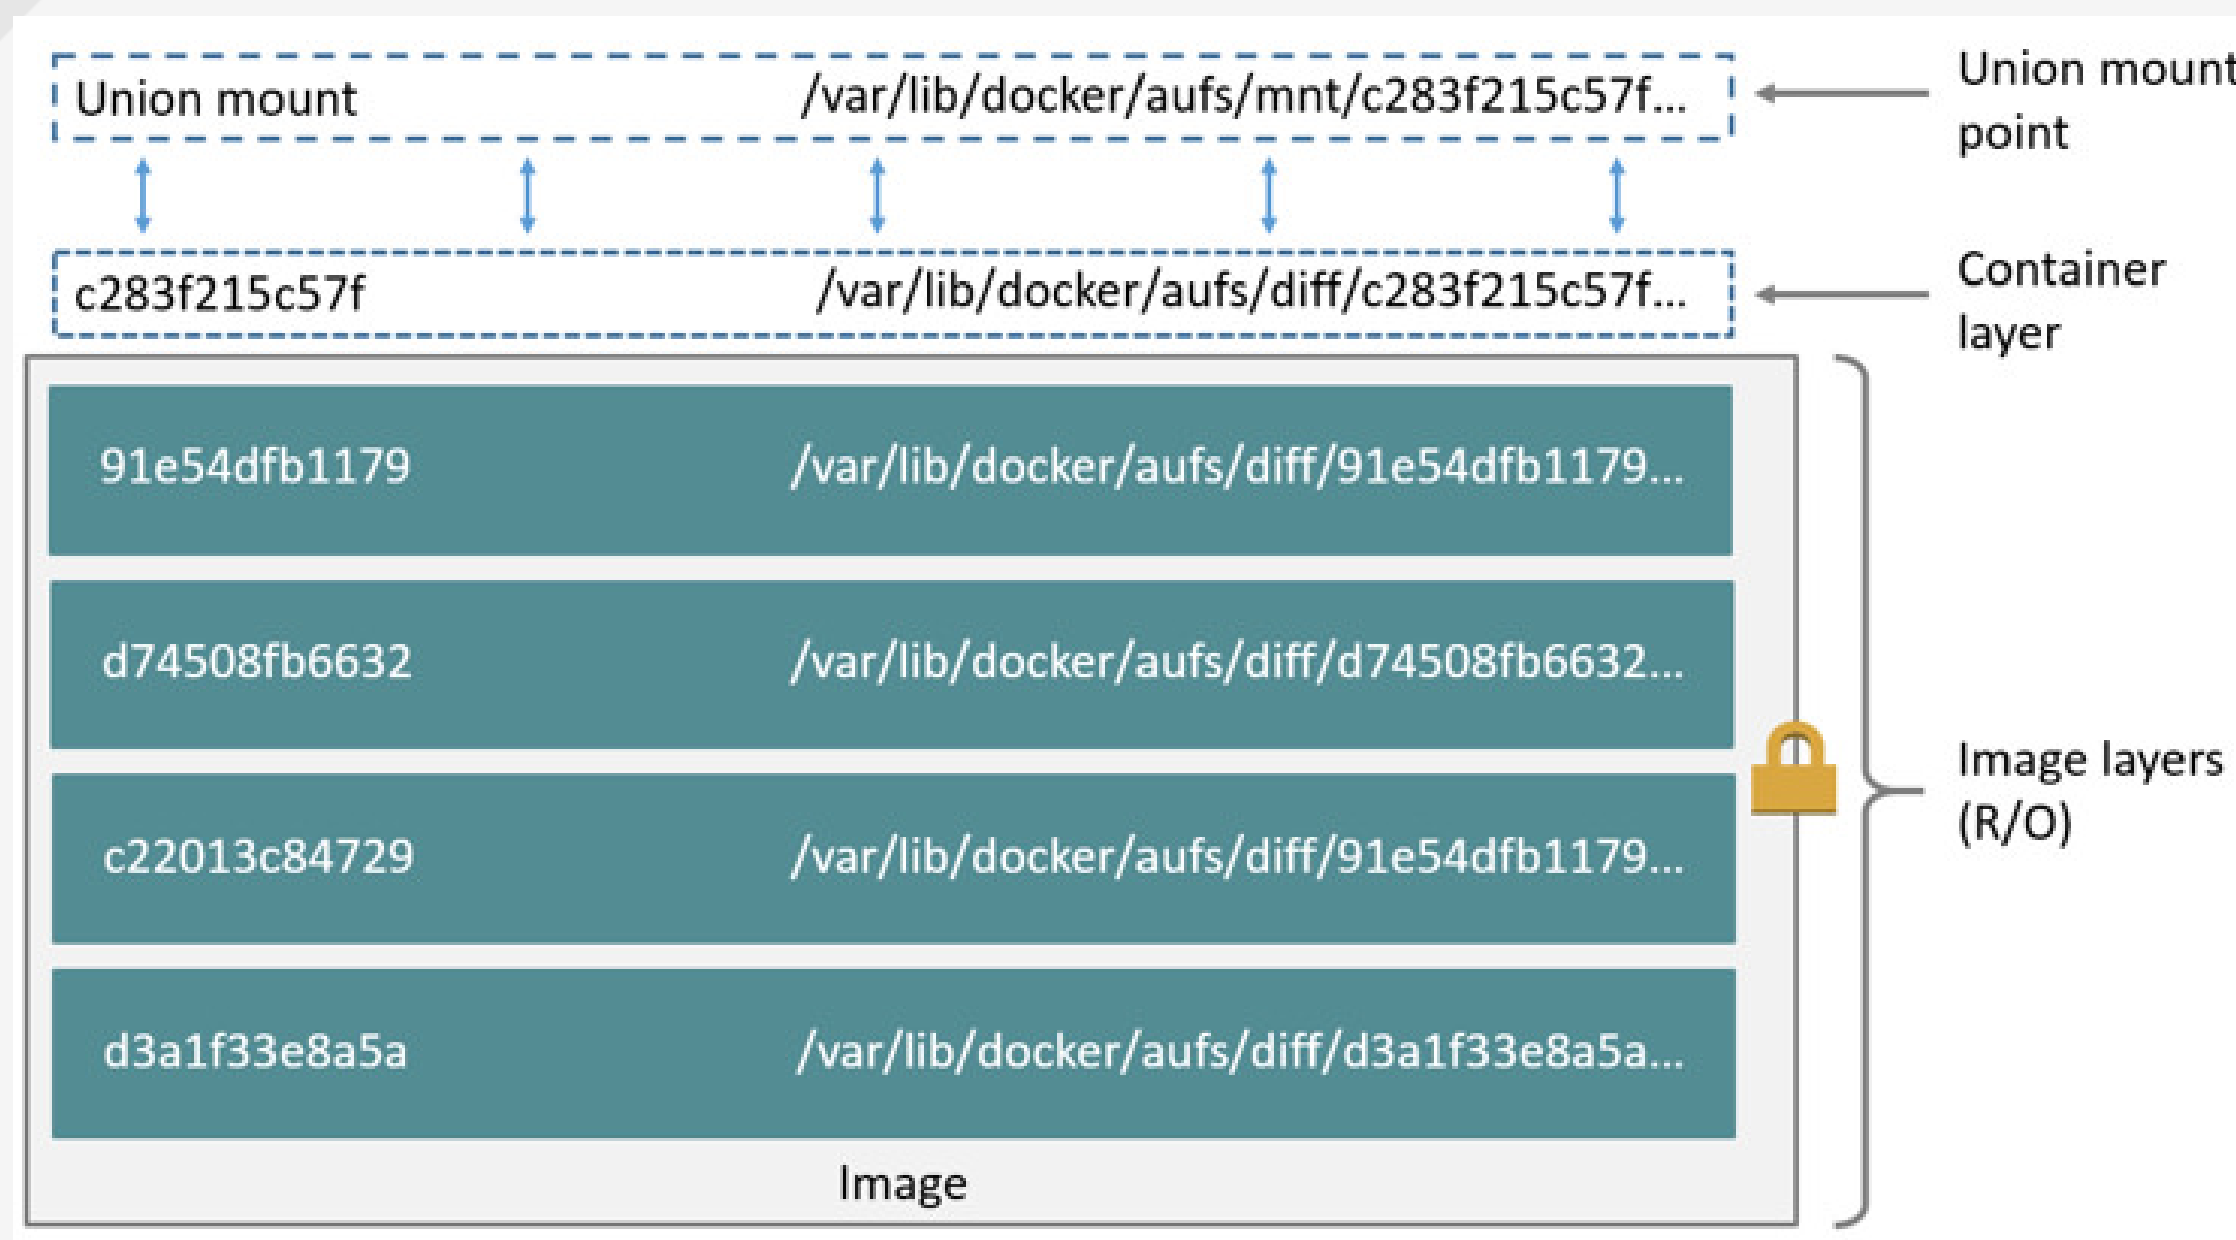 Union mount /var/lib/docker/aufs/mnt/c283f215c57f...
Union mount
point
c283f215c57f /var/lib/docker/aufs/diff/c283f215c57f...
Container
layer
91e54dfb1179 /var/lib/docker/aufs/diff/91e54dfb1179...
d74508fb6632 /var/lib/docker/aufs/diff/d74508fb6632...
c22013c84729 /var/lib/docker/aufs/diff/91e54dfb1179...
d3a1f33e8a5a /var/lib/docker/aufs/diff/d3a1f33e8a5a...
Image layers
(R/O)
Image